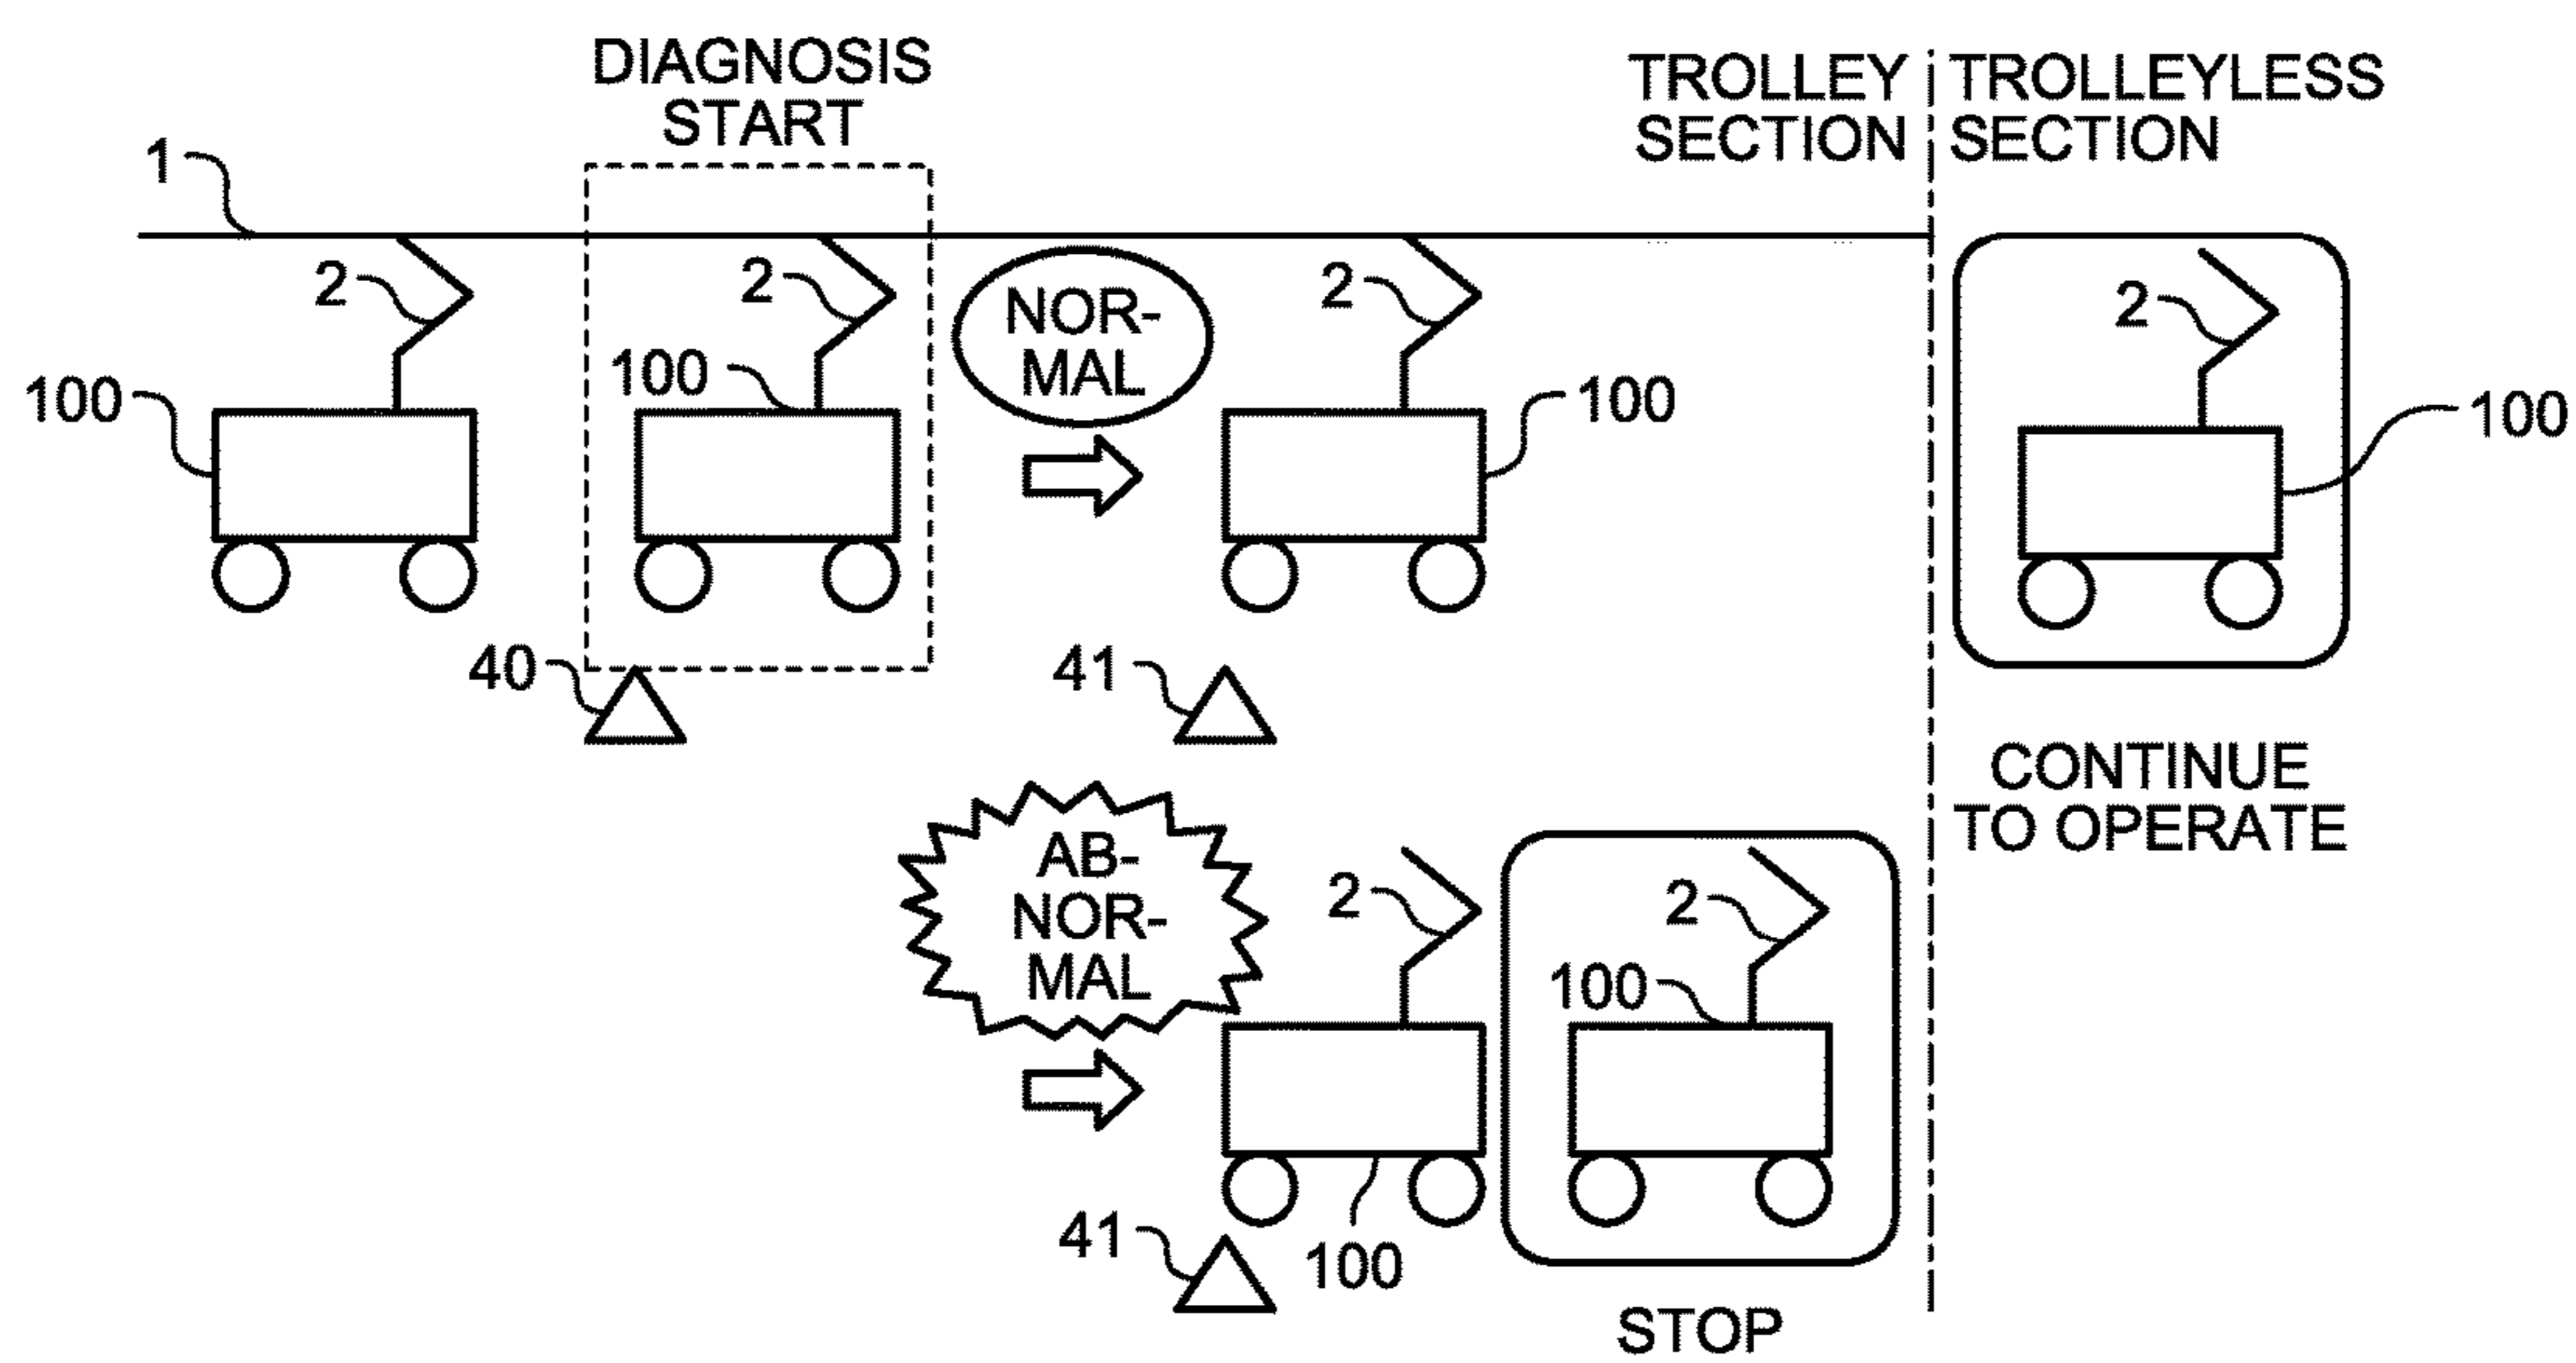 DIAGNOSIS
START
TROLLEY
SECTION
TROLLEYLESS
SECTION
1
2
2
2
2
NOR-
MAL
100
100
100
100
40
41
CONTINUE
TO OPERATE
AB-
NOR-
MAL
2
2
100
41
100
STOP